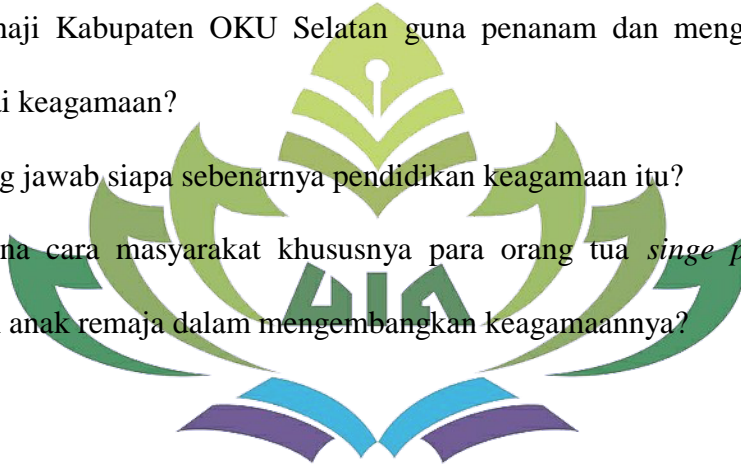 naji Kabupaten OKU Selatan guna penanam dan meng
i keagamaan?
g jawab siapa sebenarnya pendidikan keagamaan itu?
na cara masyarakat khususnya para orang tua singe p
anak remaja dalam mengembangkan keagamaannya?
UIN